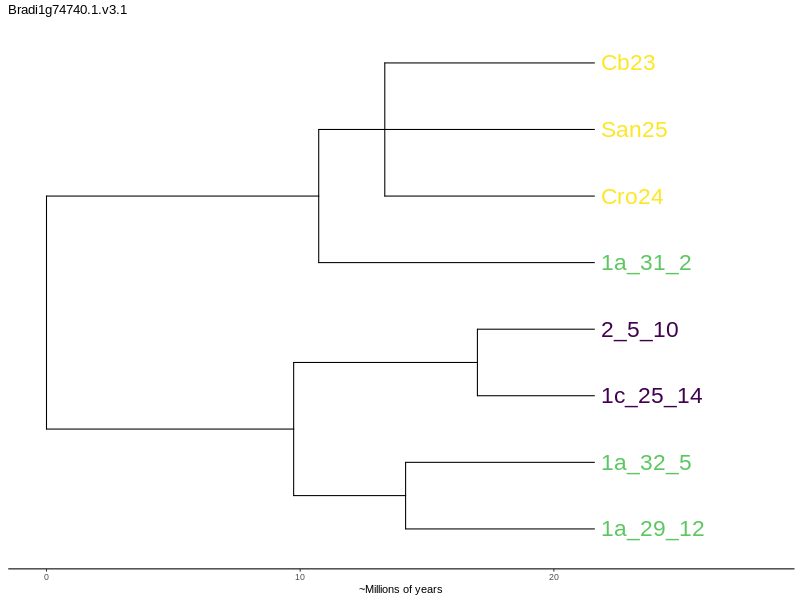 Bradi1g74740.1.v3.1
Cb23
San25
Cro24
1a_31_2
2_5_10
1c_25_14
1a_32_5
1a_29_12
0 10 20
~Millions of years